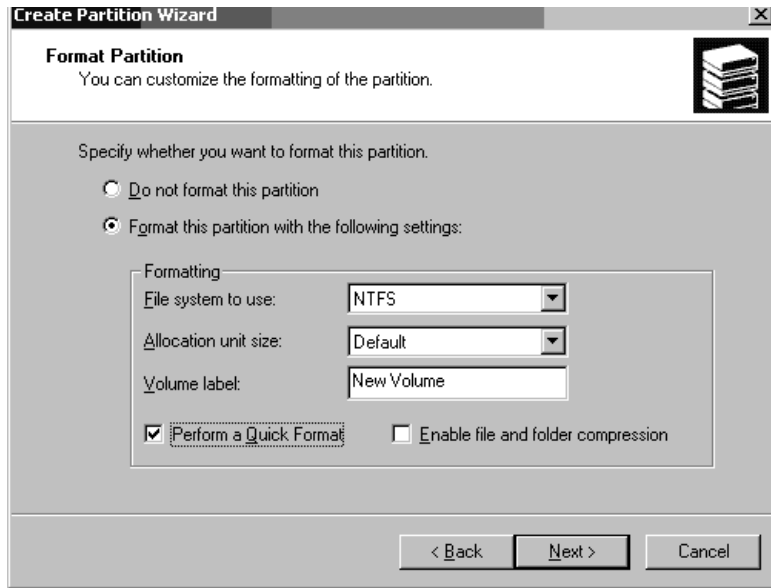 Create Partition Wizard
Format Partition
You can customize the formatting of the partition.
Specify whether you want to format this partition.
Do not format this partition
Format this partition with the following settings:
Formatting
File system to use: NTFS
Allocation unit size: Default
Volume label: New Volume
Perform a Quick Format Enable file and folder compression
< Back Next > Cancel